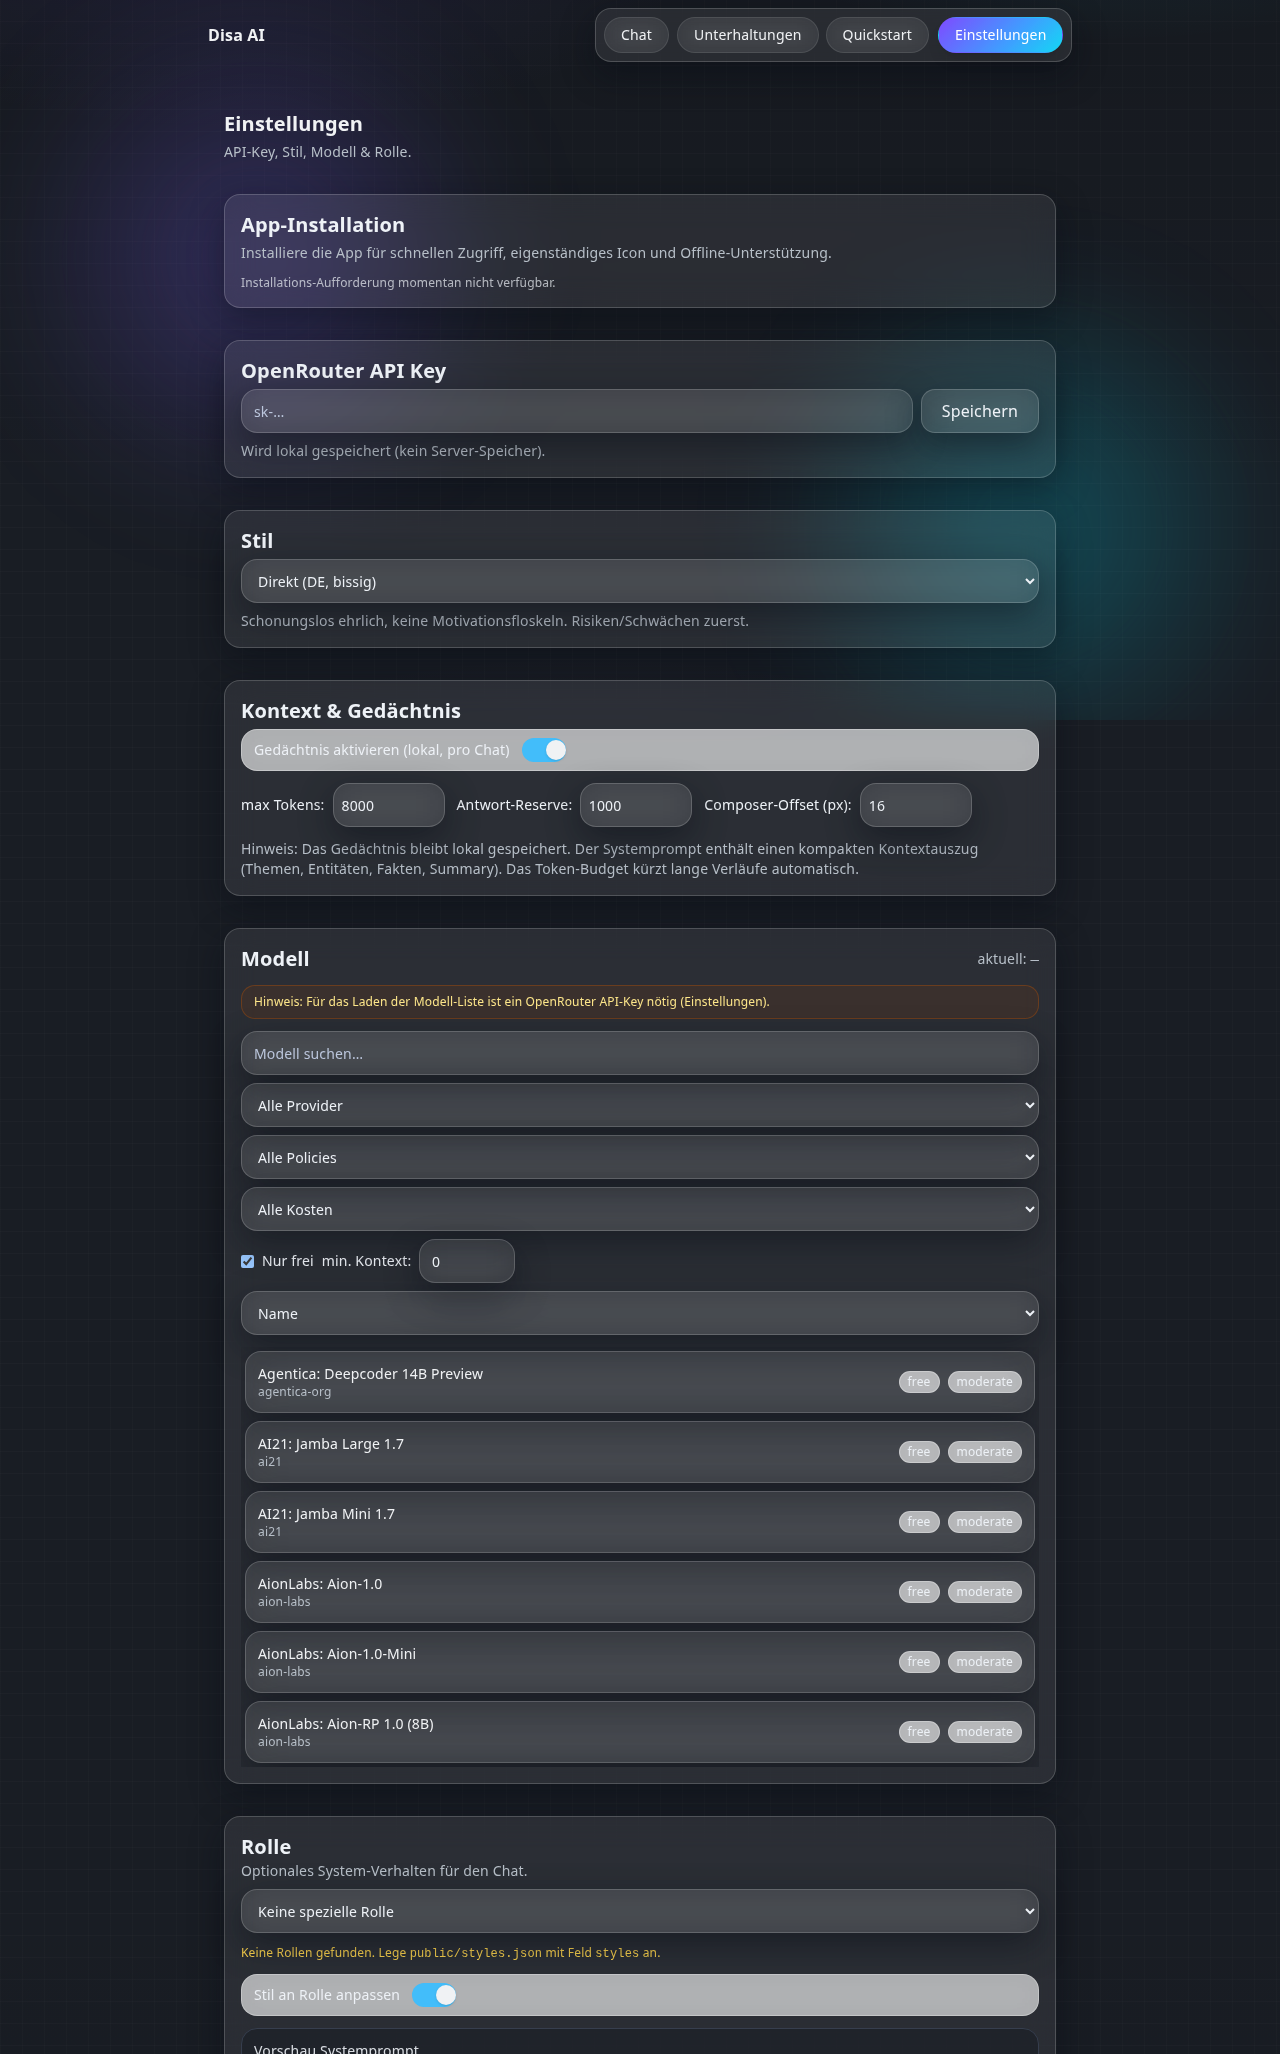 Disa AI
Chat
Unterhaltungen
Quickstart
Einstellungen
Einstellungen
API-Key, Stil, Modell & Rolle.
App-Installation
Installiere die App für schnellen Zugriff, eigenständiges Icon und Offline-Unterstützung.
Installations-Aufforderung momentan nicht verfügbar.
OpenRouter API Key
sk-...
Speichern
Wird lokal gespeichert (kein Server-Speicher).
Stil
Direkt (DE, bissig)
Schonungslos ehrlich, keine Motivationsfloskeln. Risiken/Schwächen zuerst.
Kontext & Gedächtnis
Gedächtnis aktivieren (lokal, pro Chat)
max Tokens: 8000 Antwort-Reserve: 1000 Composer-Offset (px): 16
Hinweis: Das Gedächtnis bleibt lokal gespeichert. Der Systemprompt enthält einen kompakten Kontextauszug
(Themen, Entitäten, Fakten, Summary). Das Token-Budget kürzt lange Verläufe automatisch.
Modell
aktuell: —
Hinweis: Für das Laden der Modell-Liste ist ein OpenRouter API-Key nötig (Einstellungen).
Modell suchen...
Alle Provider
Alle Policies
Alle Kosten
Nur frei min. Kontext: 0
Name
Agentica: Deepcoder 14B Preview
agentica-org
free moderate
AI21: Jamba Large 1.7
ai21
free moderate
AI21: Jamba Mini 1.7
ai21
free moderate
AionLabs: Aion-1.0
aion-labs
free moderate
AionLabs: Aion-1.0-Mini
aion-labs
free moderate
AionLabs: Aion-RP 1.0 (8B)
aion-labs
free moderate
Rolle
Optionales System-Verhalten für den Chat.
Keine spezielle Rolle
Keine Rollen gefunden. Lege public/styles.json mit Feld styles an.
Stil an Rolle anpassen
Vorschau Systemprompt